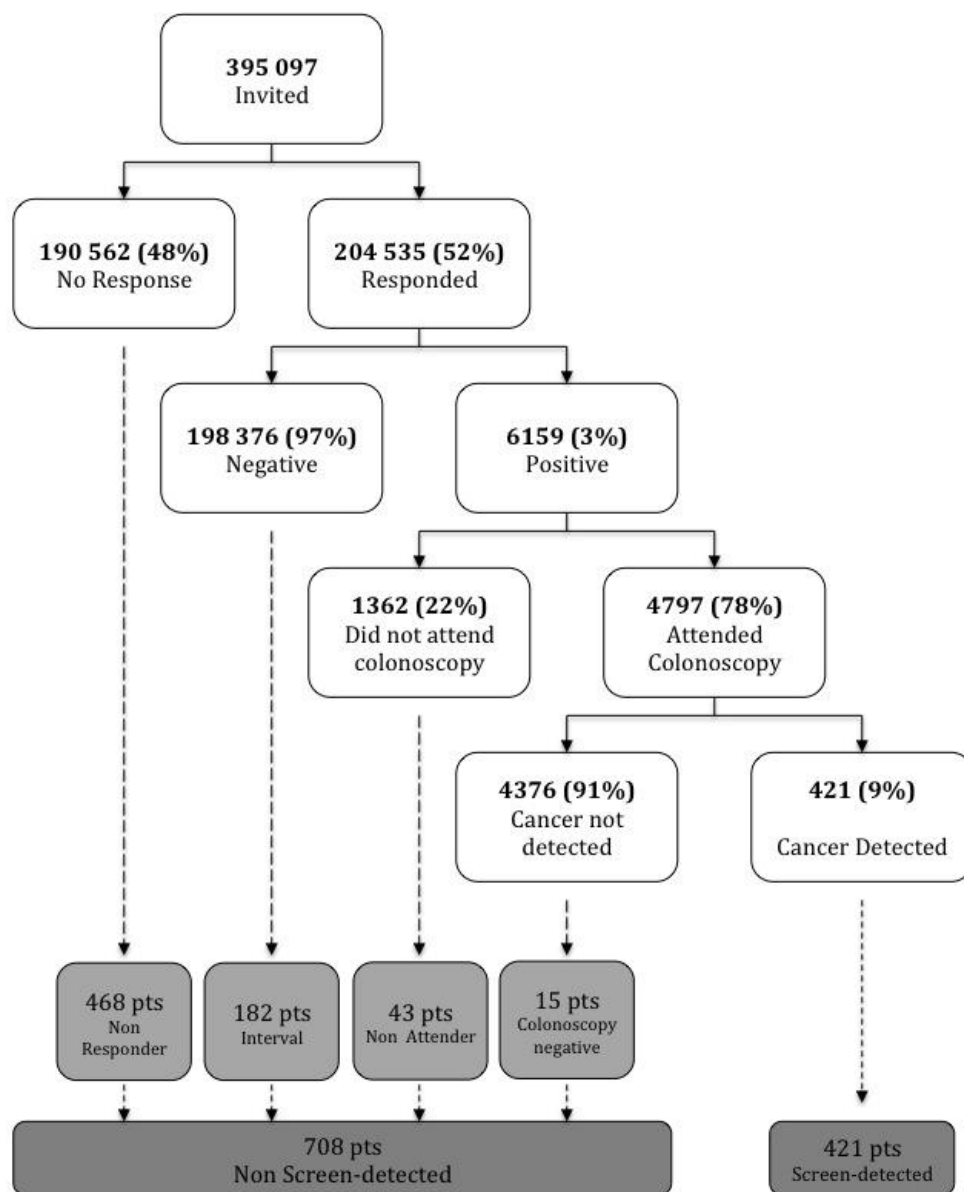 395 097
Invited
190 562 (48%)
No Response
204 535 (52%)
Responded
198 376 (97%)
Negative
6159 (3%)
Positive
1362 (22%)
Did not attend
colonoscopy
4797 (78%)
Attended
Colonoscopy
4376 (91%)
Cancer not
detected
421 (9%)
Cancer Detected
468 pts
Non
Responder
182 pts
Interval
43 pts
Non Attender
15 pts
Colonoscopy
negative
708 pts
Non Screen-detected
421 pts
Screen-detected